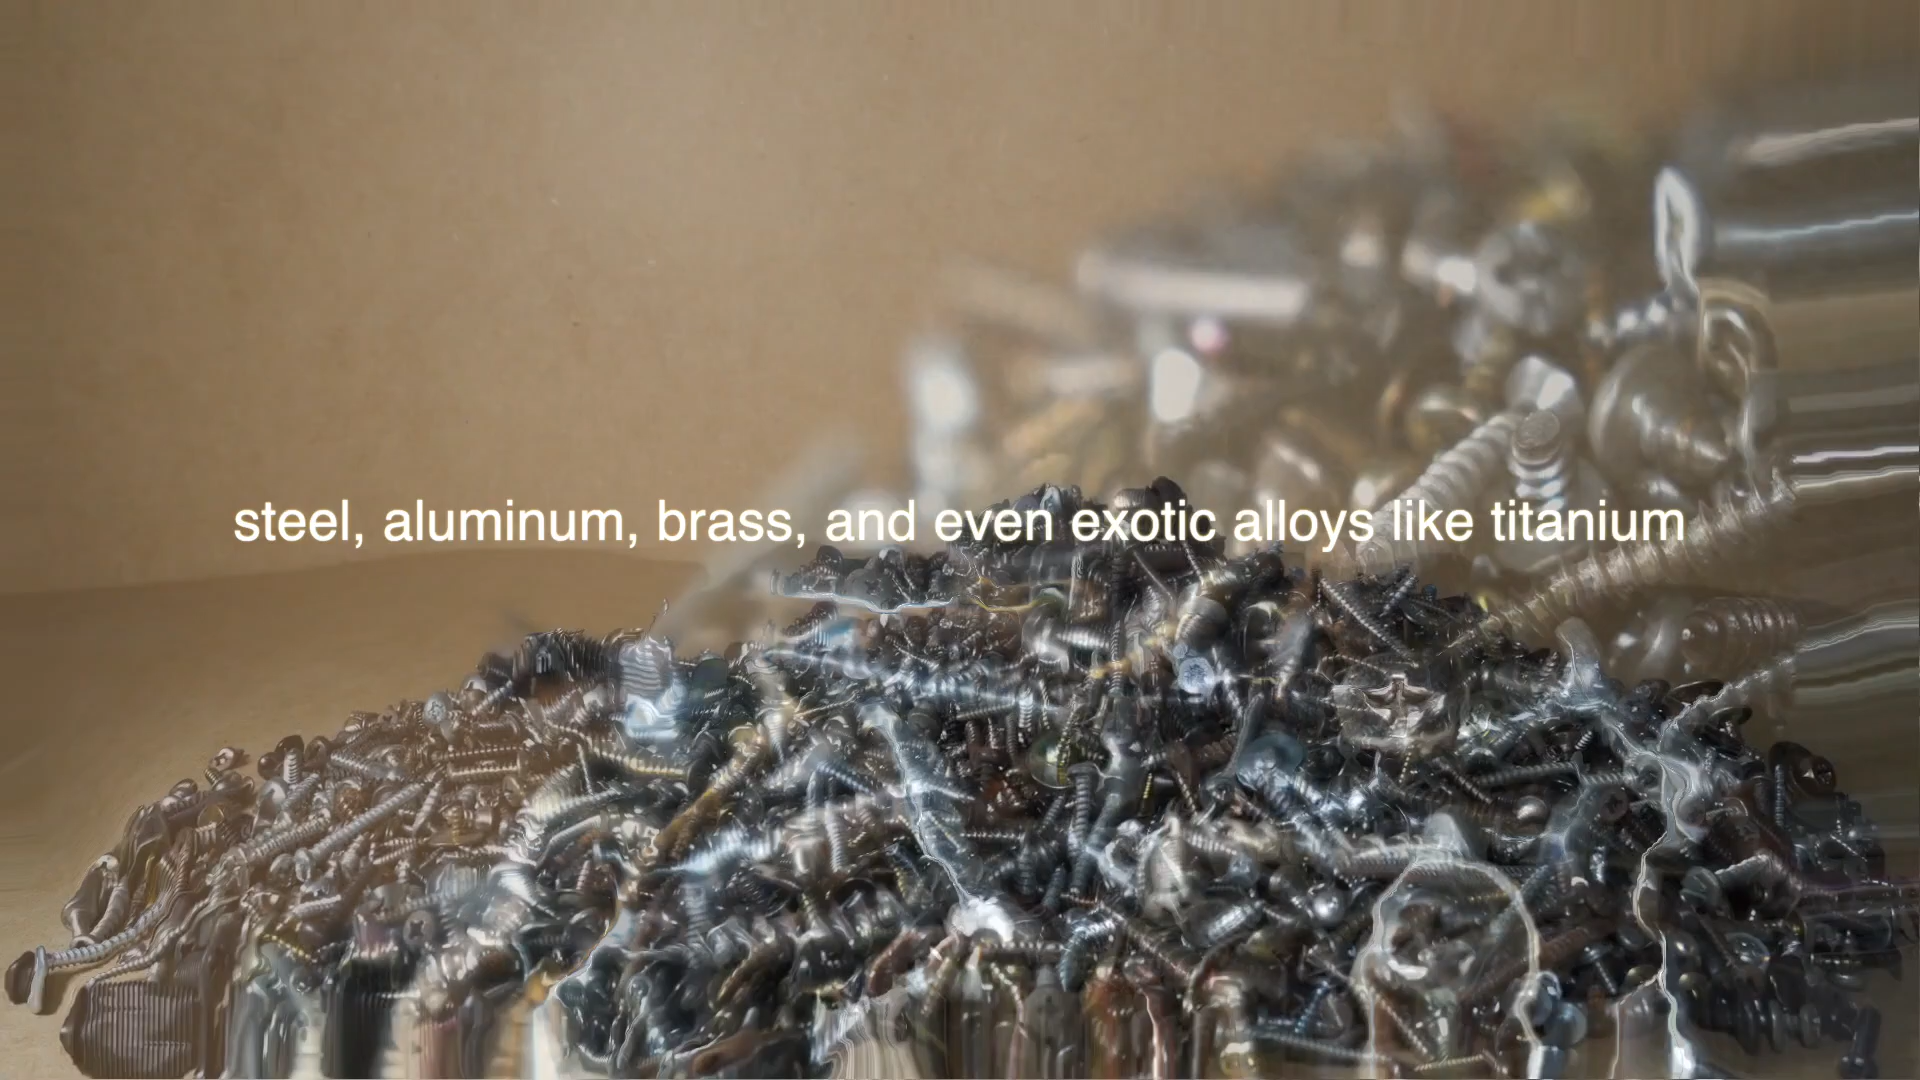 steel, aluminum, brass, and even exotic alloys like titanium